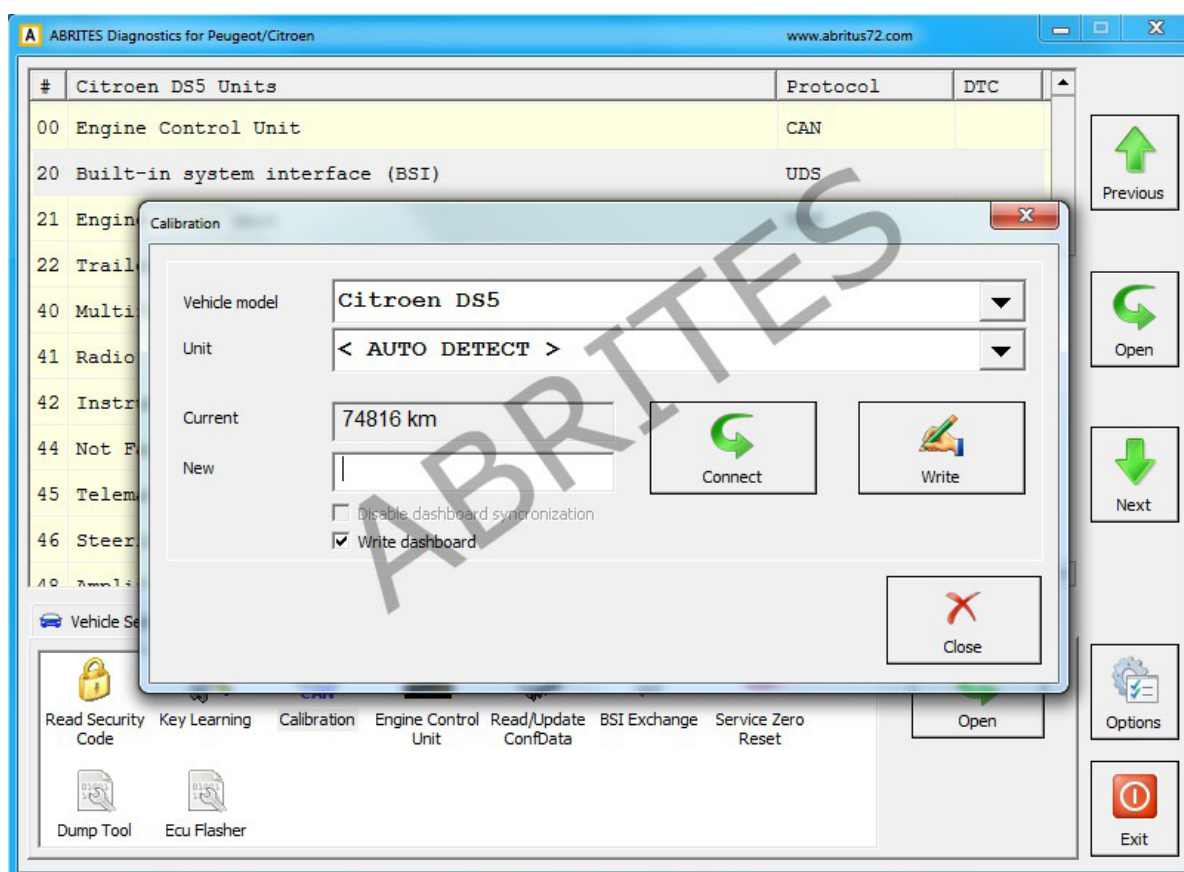 ABRITES Diagnostics for Peugeot/Citroen www.abritus72.com
# Citroen DS5 Units Protocol DTC
00 Engine Control Unit CAN
20 Built-in system interface (BSI) UDS
21
22
40
41 Radio
42
44 Not
45
46
Previous
Open
Next
Options
Exit
Calibration
Vehicle model Citroen DS5
Unit < AUTO DETECT >
Current 74816 km
New
Connect
Write
Disable dashboard syncronization
Write dashboard
Close
ABRITES
Vehicle
CAN
Read Security Code
Key Learning
Calibration
Engine Control Unit
Read/Update ConfData
BSI Exchange
Service Zero Reset
Open
Dump Tool
Ecu Flasher